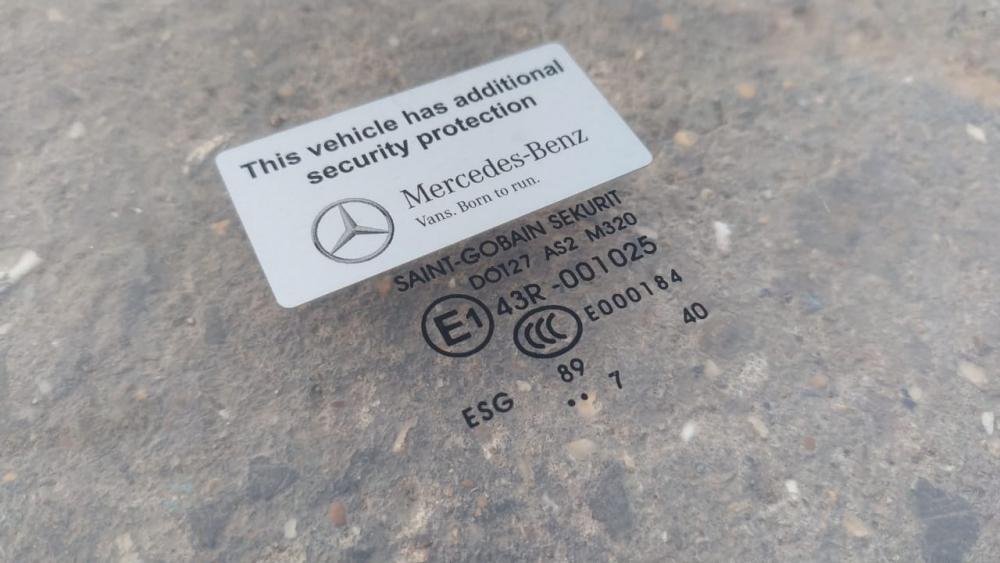 This vehicle has additional
security protection
Mercedes-Benz
Vans. Born to run.
SAINT-GOBAIN SEKURIT
DOT27 AS2 M320
E1 43R -001025
CCC E000184
89 40
ESG .. 7